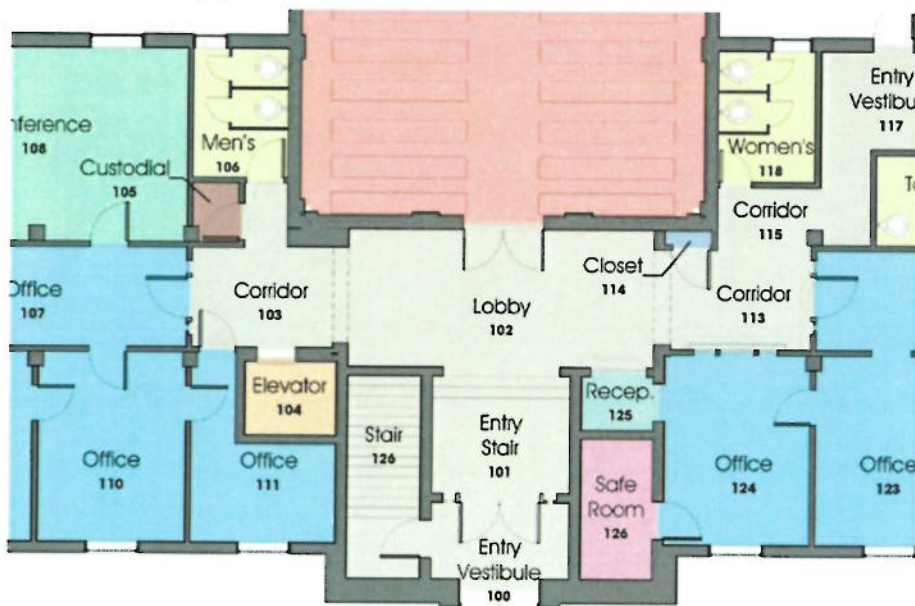 nference
108
Custodial
105
Men's
106
Women's
118
Entry
Vestibule
117
To
Corridor
115
Office
107
Corridor
103
Lobby
102
Closet
114
Corridor
113
Elevator
104
Stair
126
Entry
Stair
101
Recep.
125
Office
110
Office
111
Safe
Room
126
Office
124
Office
123
Entry
Vestibule
100